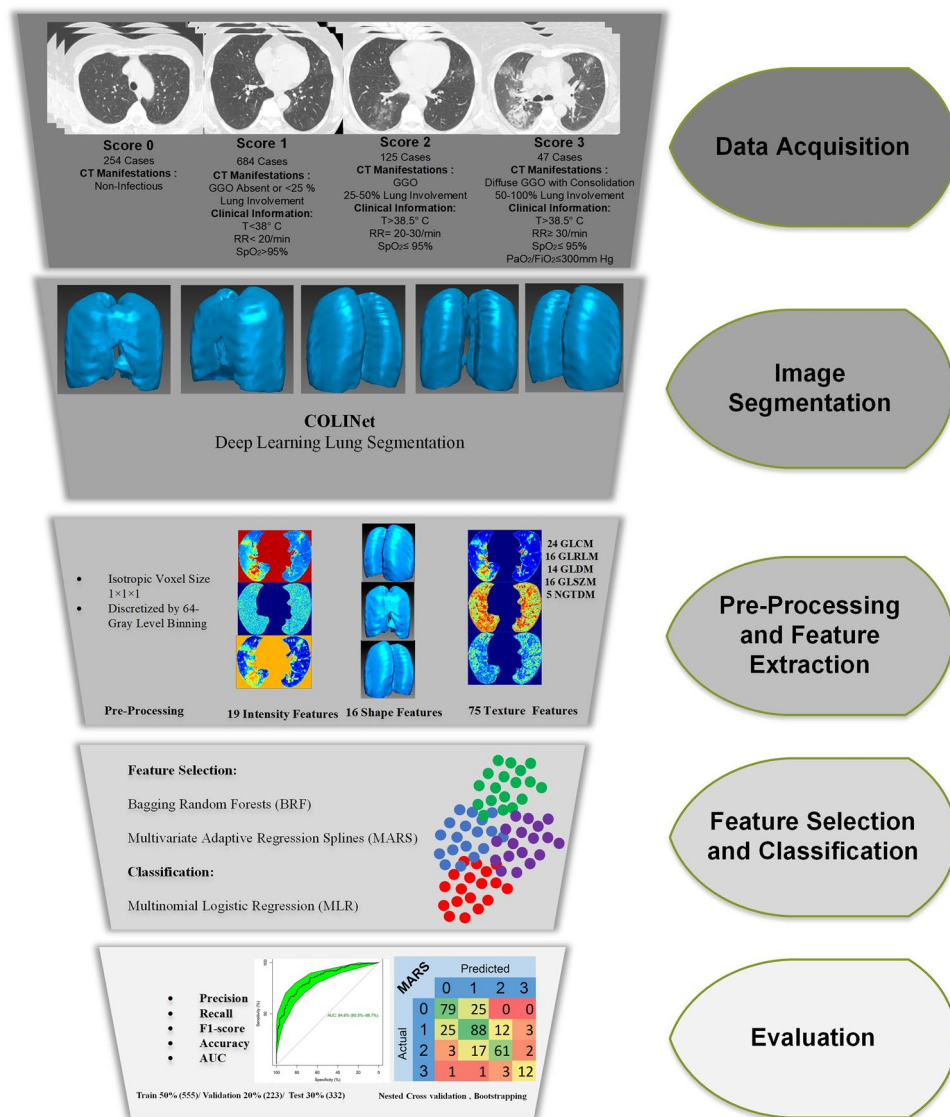 Score 0
254 Cases
CT Manifestations :
Non-Infectious
Score 1
684 Cases
CT Manifestations :
GGO Absent or <25 %
Lung Involvement
Clinical Information:
T<38° C
RR< 20/min
SpO₂>95%
Score 2
125 Cases
CT Manifestations :
GGO
25-50% Lung Involvement
Clinical Information:
T>38.5° C
RR= 20-30/min
SpO₂≤ 95%
Score 3
47 Cases
CT Manifestations :
Diffuse GGO with Consolidation
50-100% Lung Involvement
Clinical Information:
T>38.5° C
RR≥ 30/min
SpO₂≤ 95%
PaO₂/FiO₂≤300mm Hg
Data Acquisition
COLINet
Deep Learning Lung Segmentation
Image
Segmentation
• Isotropic Voxel Size
1×1×1
• Discretized by 64-
Gray Level Binning
Pre-Processing
19 Intensity Features
16 Shape Features
24 GLCM
16 GLRLM
14 GLDM
16 GLSZM
5 NGTDM
75 Texture Features
Pre-Processing
and Feature
Extraction
Feature Selection:
Bagging Random Forests (BRF)
Multivariate Adaptive Regression Splines (MARS)
Classification:
Multinomial Logistic Regression (MLR)
Feature Selection
and Classification
• Precision
• Recall
• F1-score
• Accuracy
• AUC
Sensitivity (%)
100
50
100 80 60 40 20 0
Specificity (%)
MARS
Predicted
0 1 2 3
Actual
0 79 25 0 0
1 25 88 12 3
2 3 17 61 2
3 1 1 3 12
Train 50% (555)/ Validation 20% (223)/ Test 30% (332)
Nested Cross validation , Bootstrapping
Evaluation